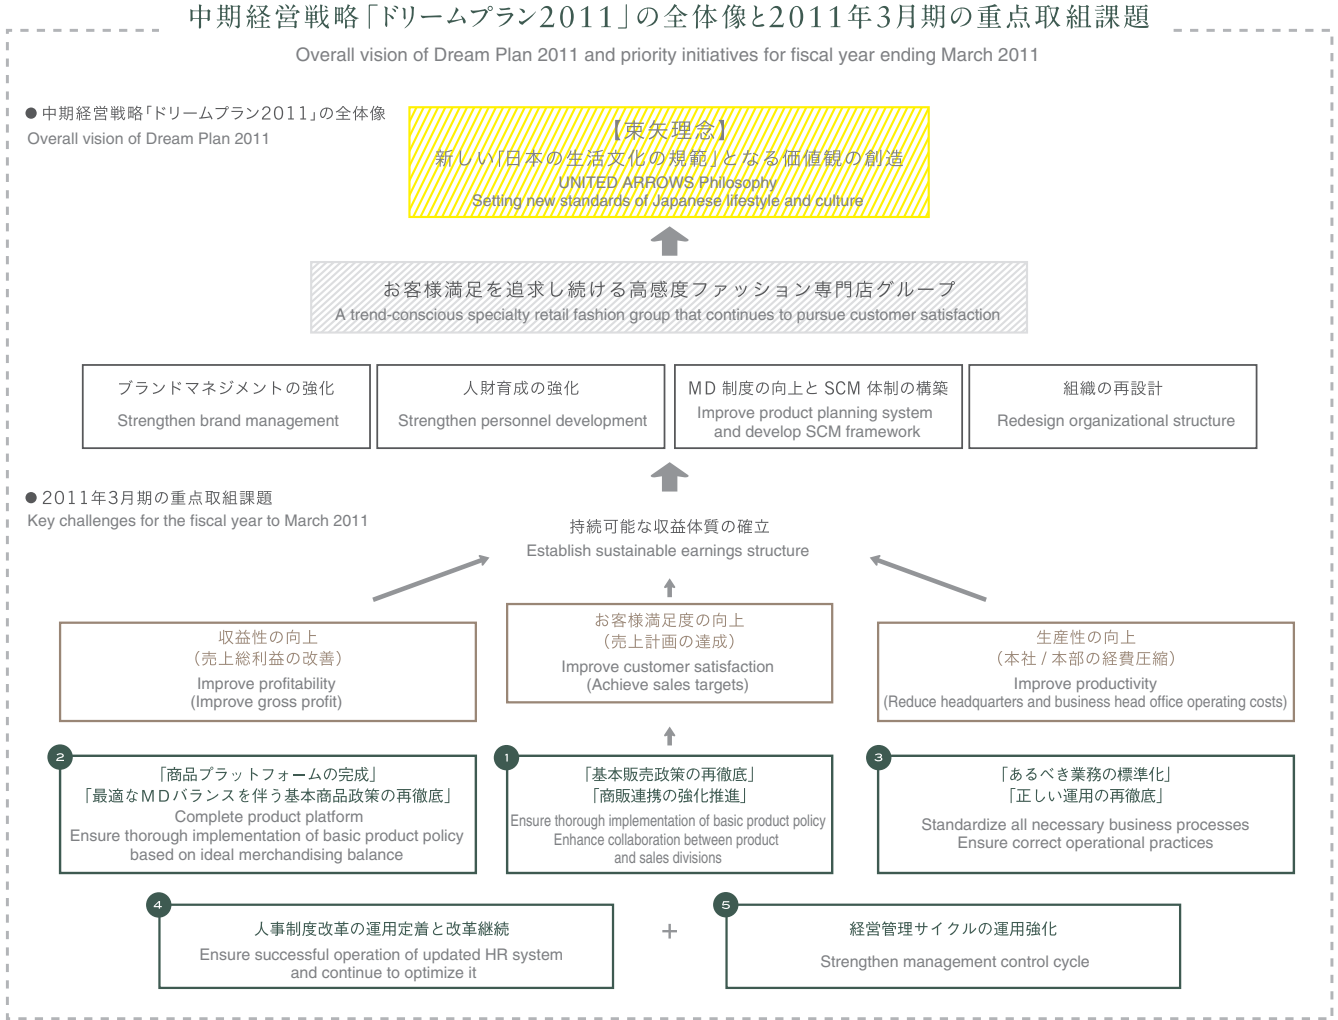 中期経営戦略「ドリームプラン2011」の全体像と2011年3月期の重点取組課題
Overall vision of Dream Plan 2011 and priority initiatives for fiscal year ending March 2011
●中期経営戦略「ドリームプラン2011」の全体像
Overall vision of Dream Plan 2011
【束矢理念】
新しい「日本の生活文化の規範」となる価値観の創造
UNITED ARROWS Philosophy
Setting new standards of Japanese lifestyle and culture
お客様満足を追求し続ける高感度ファッション専門店グループ
A trend-conscious specialty retail fashion group that continues to pursue customer satisfaction
ブランドマネジメントの強化
Strengthen brand management
人財育成の強化
Strengthen personnel development
MD 制度の向上と SCM 体制の構築
Improve product planning system
and develop SCM framework
組織の再設計
Redesign organizational structure
●2011年3月期の重点取組課題
Key challenges for the fiscal year to March 2011
持続可能な収益体質の確立
Establish sustainable earnings structure
収益性の向上
（売上総利益の改善）
Improve profitability
(Improve gross profit)
お客様満足度の向上
（売上計画の達成）
Improve customer satisfaction
(Achieve sales targets)
生産性の向上
（本社 / 本部の経費圧縮）
Improve productivity
(Reduce headquarters and business head office operating costs)
2
「商品プラットフォームの完成」
「最適なＭＤバランスを伴う基本商品政策の再徹底」
Complete product platform
Ensure thorough implementation of basic product policy
based on ideal merchandising balance
1
「基本販売政策の再徹底」
「商販連携の強化推進」
Ensure thorough implementation of basic product policy
Enhance collaboration between product
and sales divisions
3
「あるべき業務の標準化」
「正しい運用の再徹底」
Standardize all necessary business processes
Ensure correct operational practices
4
人事制度改革の運用定着と改革継続
Ensure successful operation of updated HR system
and continue to optimize it
+
5
経営管理サイクルの運用強化
Strengthen management control cycle